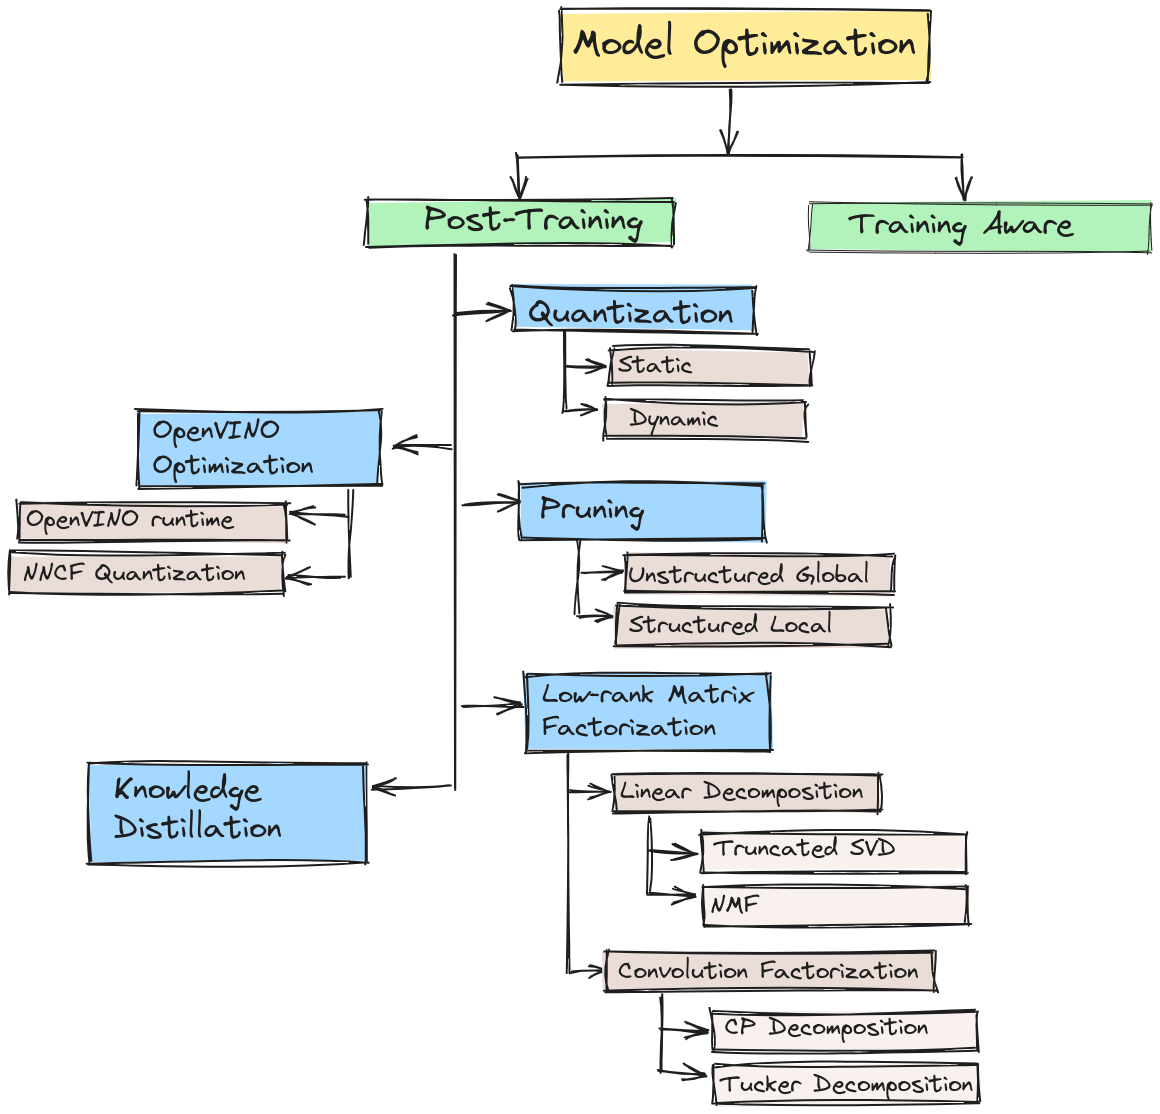 Model Optimization
Post-Training
Training Aware
Quantization
Static
Dynamic
OpenVINO
Optimization
OpenVINO runtime
NNCF Quantization
Pruning
Unstructured Global
Structured Local
Low-rank Matrix
Factorization
Knowledge
Distillation
Linear Decomposition
Truncated SVD
NMF
Convolution Factorization
CP Decomposition
Tucker Decomposition